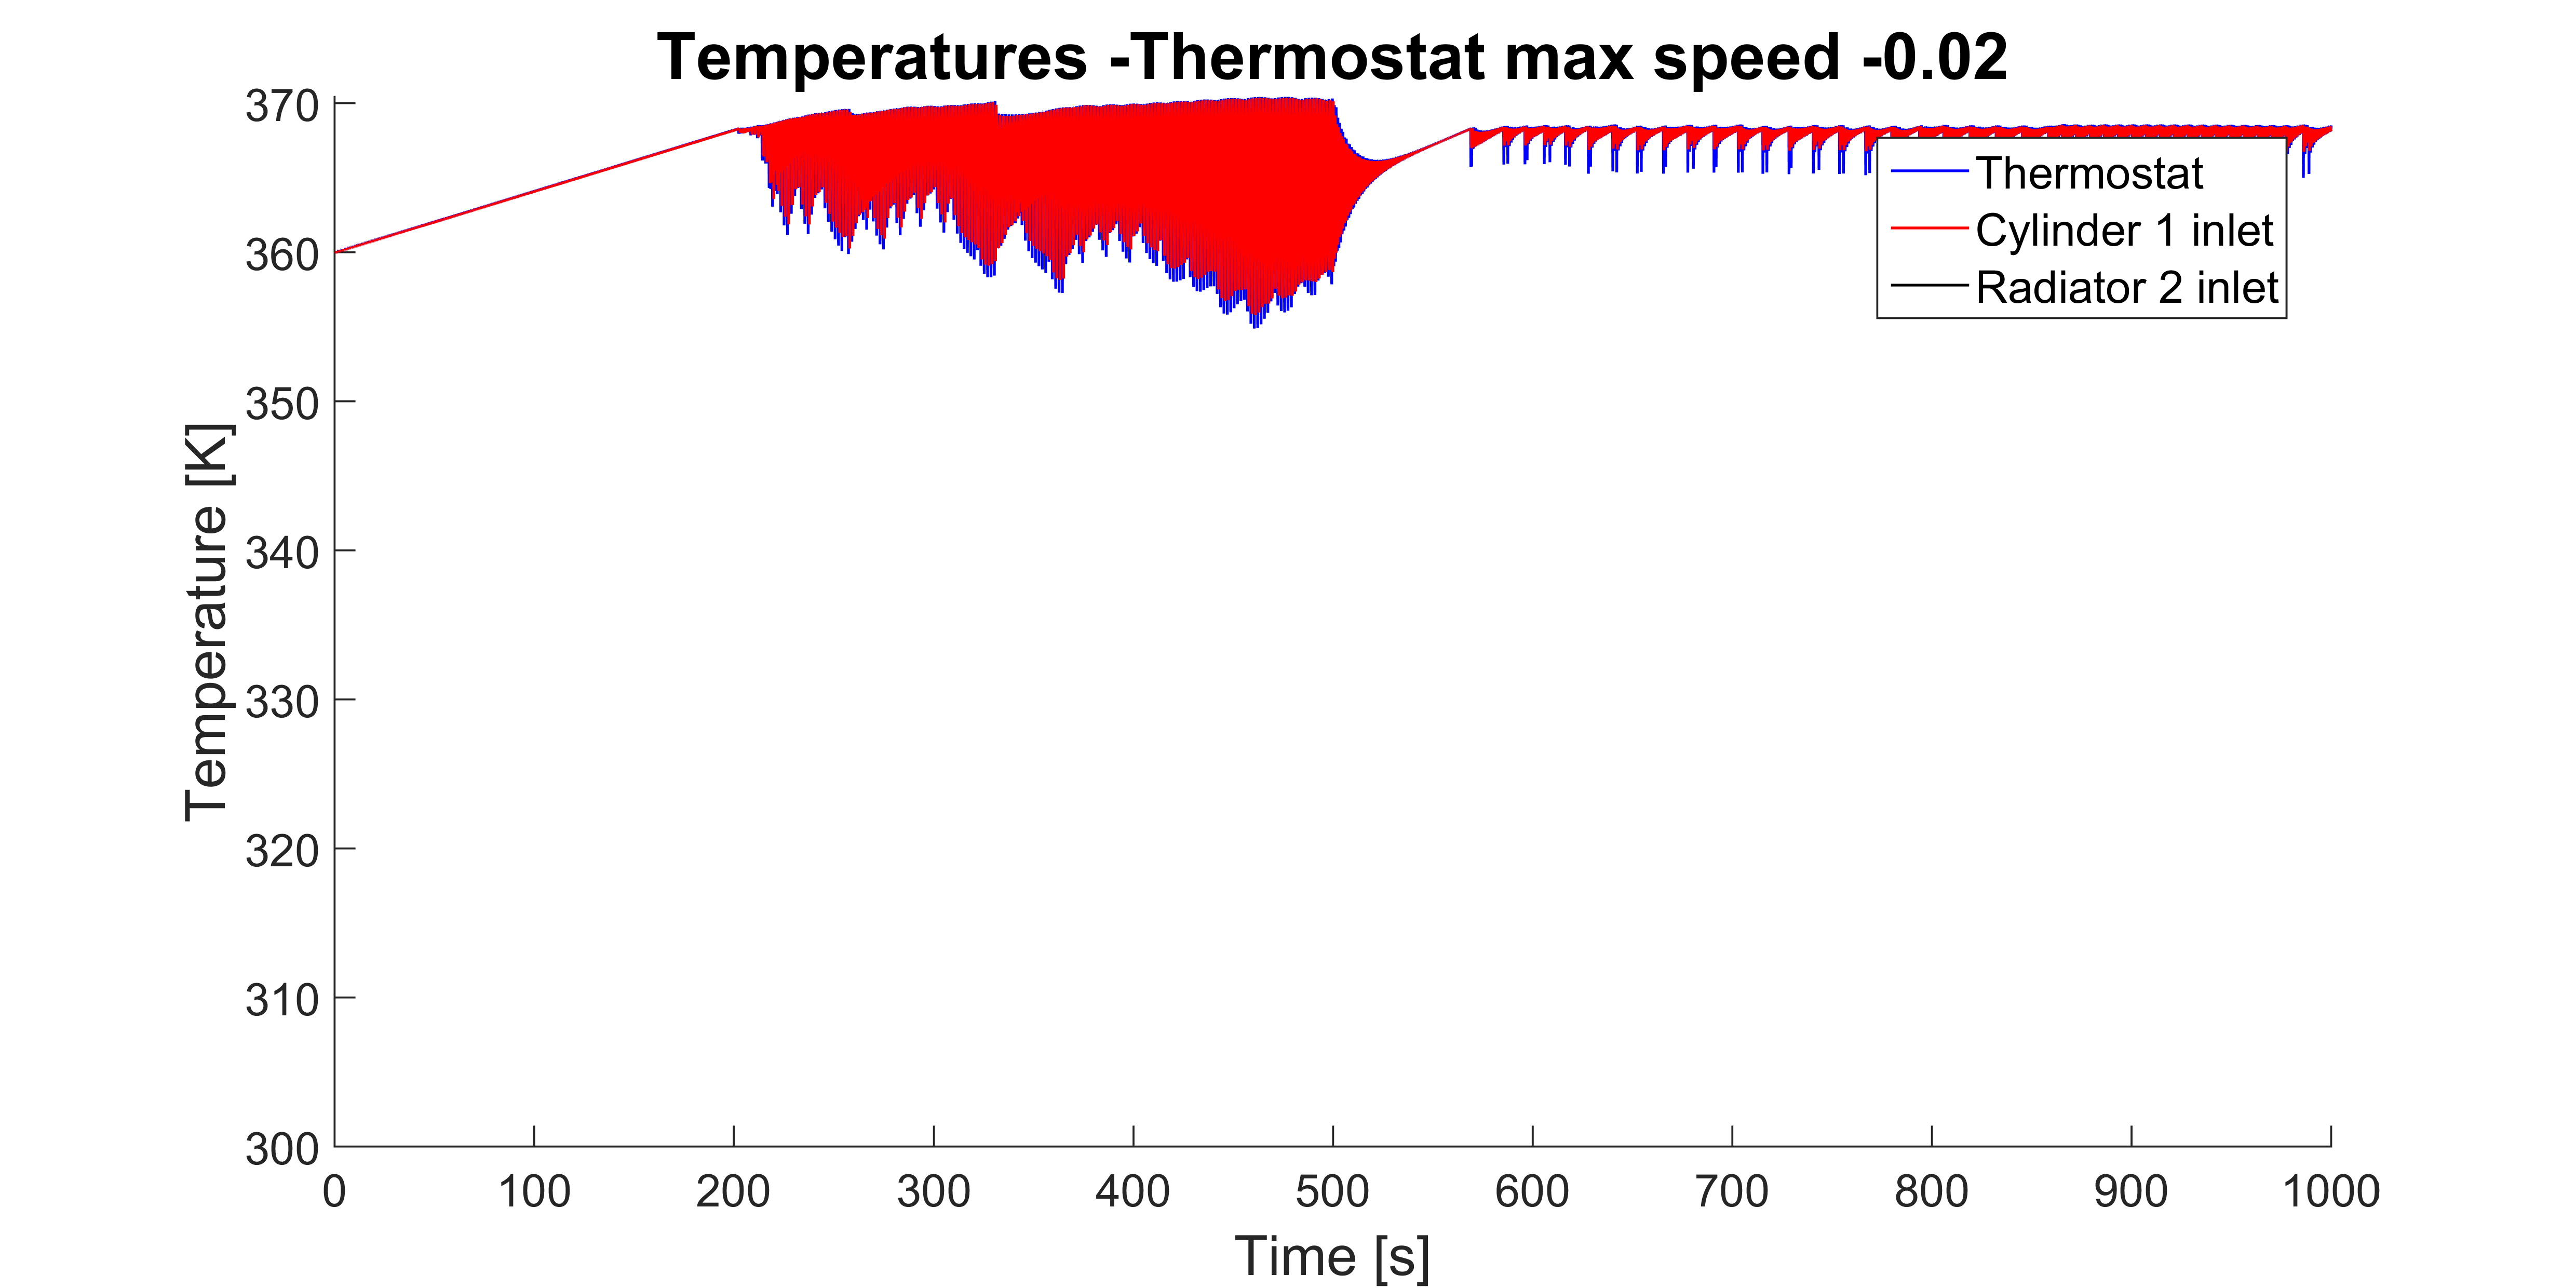 Temperatures -Thermostat max speed -0.02
370
360
350
340
330
320
310
300
Temperature [K]
Thermostat
Cylinder 1 inlet
Radiator 2 inlet
0 100 200 300 400 500 600 700 800 900 1000
Time [s]